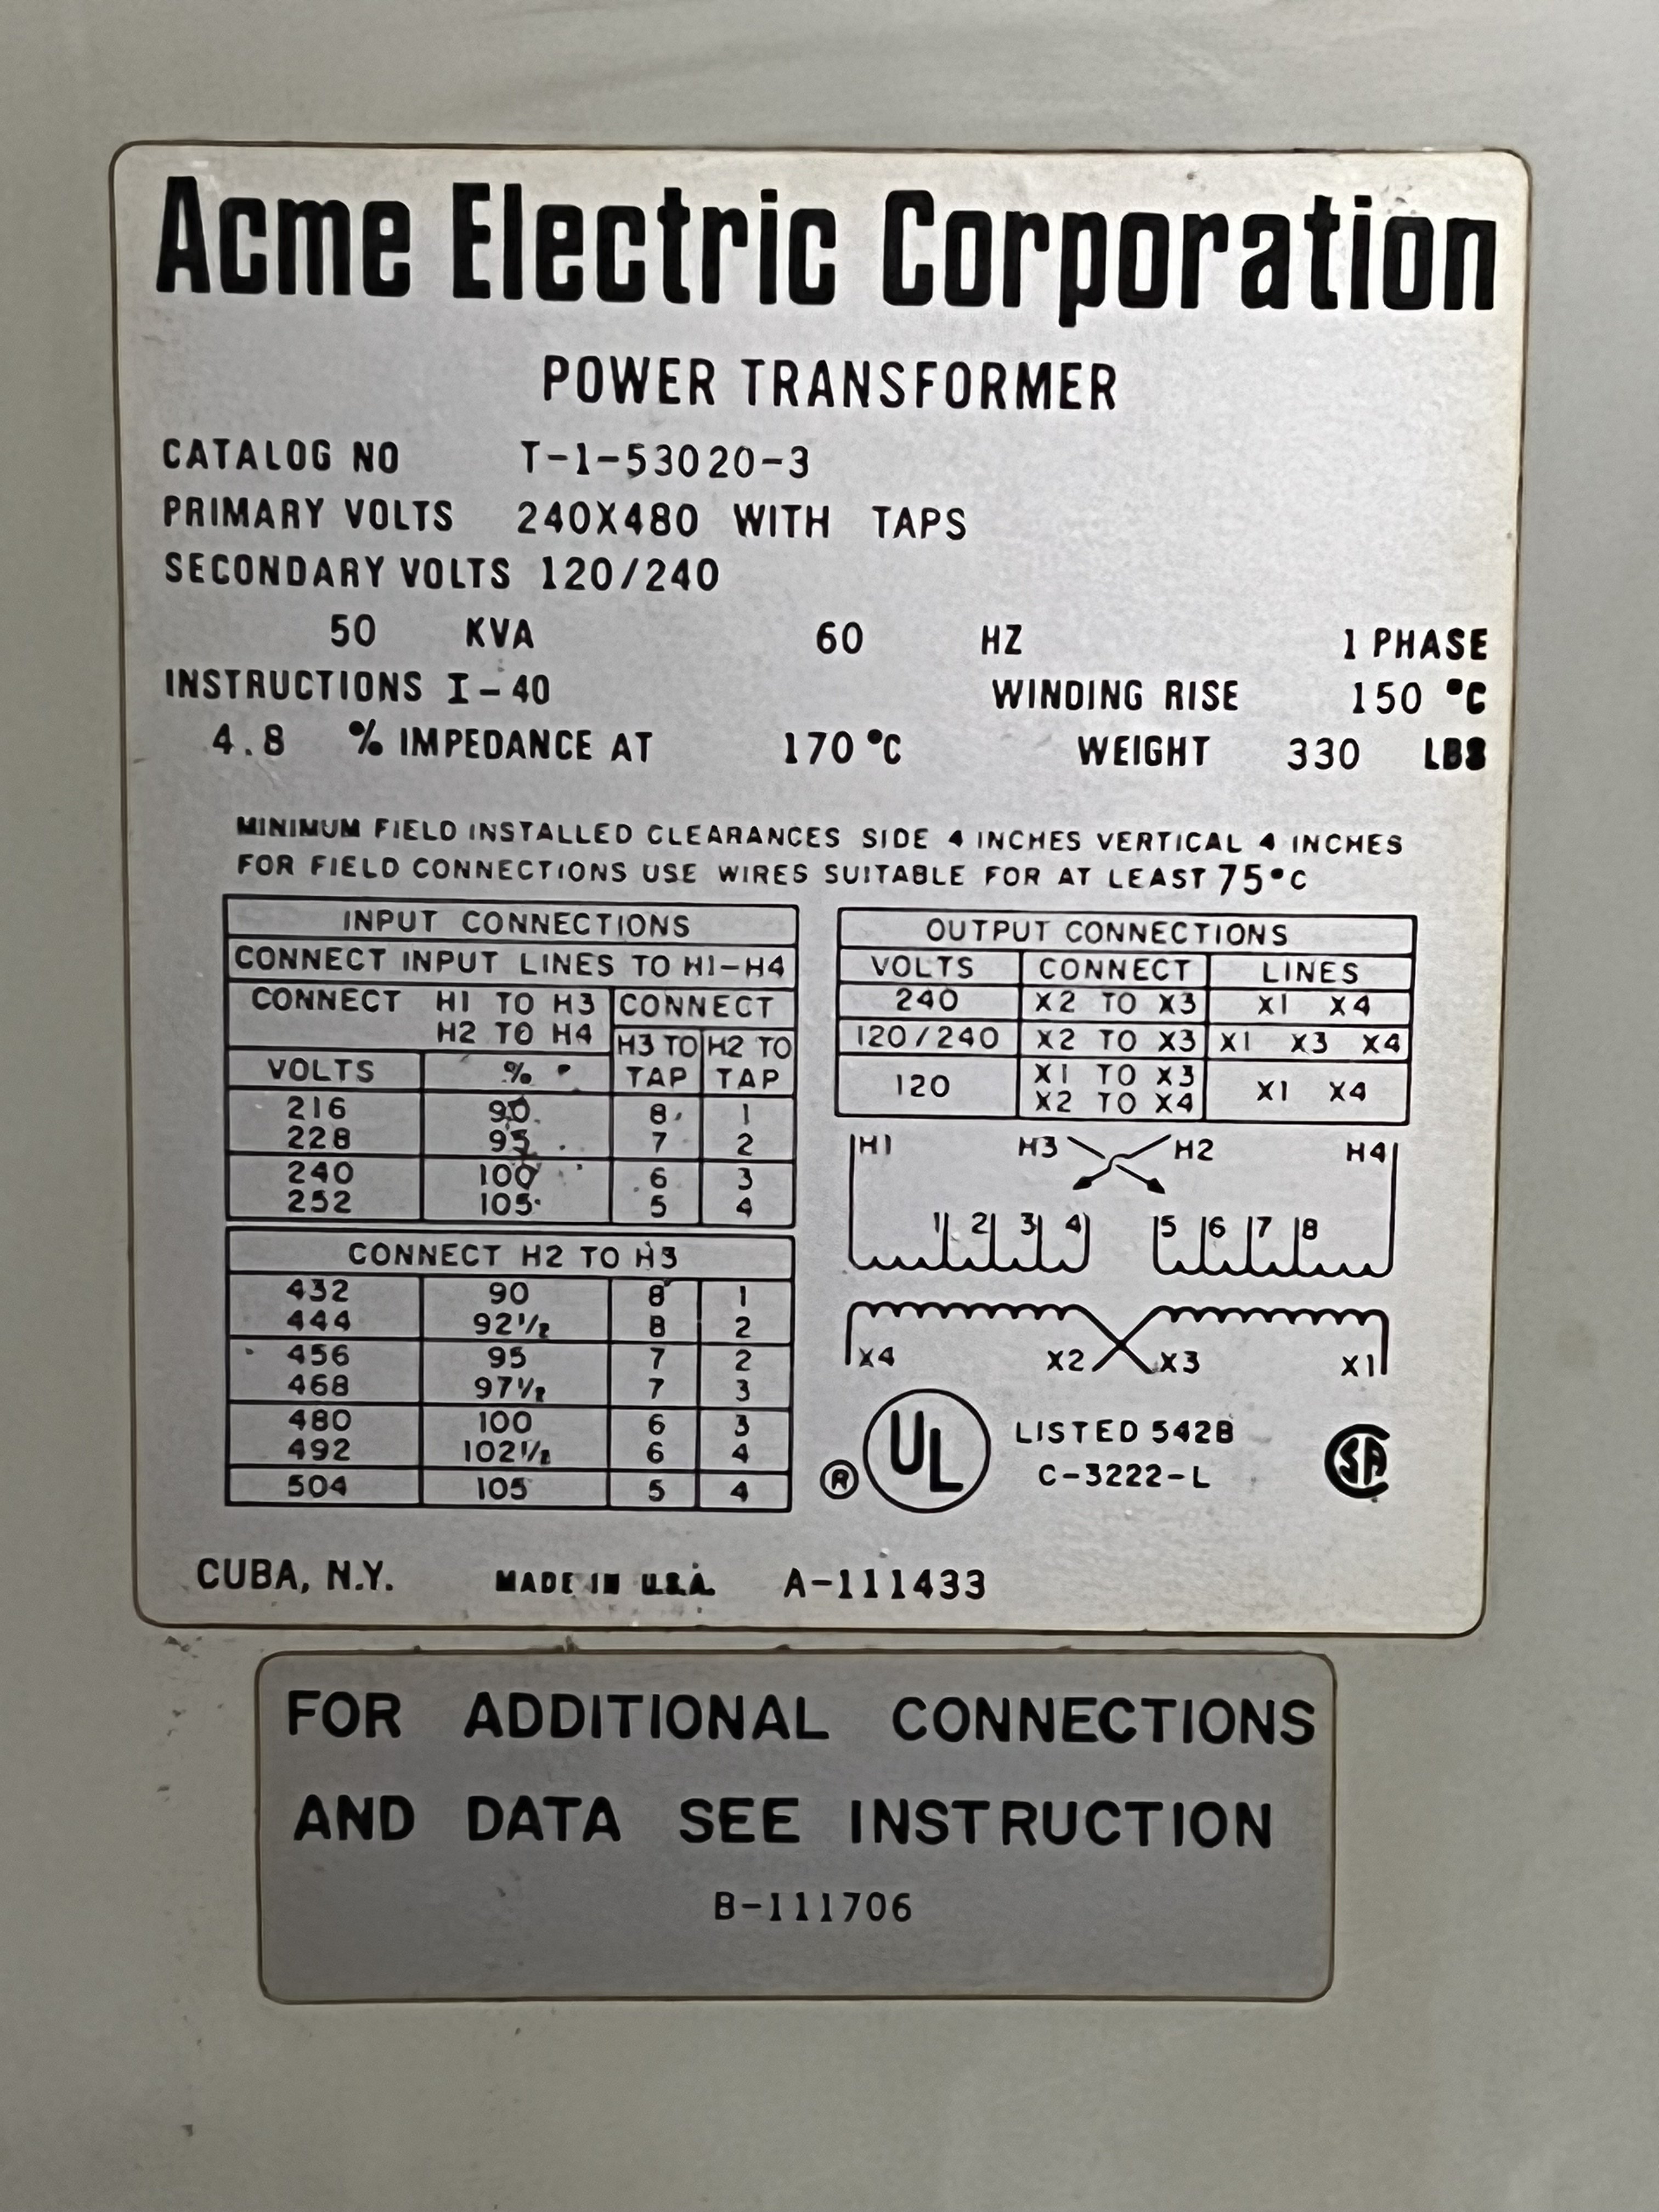 Acme Electric Corporation
POWER TRANSFORMER
CATALOG NO T-1-53020-3
PRIMARY VOLTS 240X480 WITH TAPS
SECONDARY VOLTS 120/240
50 KVA 60 HZ 1 PHASE
INSTRUCTIONS I-40 WINDING RISE 150 °C
4.8 % IMPEDANCE AT 170 °C WEIGHT 330 LBS
MINIMUM FIELD INSTALLED CLEARANCES SIDE 4 INCHES VERTICAL 4 INCHES
FOR FIELD CONNECTIONS USE WIRES SUITABLE FOR AT LEAST 75°C
INPUT CONNECTIONS
CONNECT INPUT LINES TO H1-H4
CONNECT H1 TO H3 CONNECT
H2 TO H4 H3 TO H2 TO
VOLTS % TAP TAP
216 90 8 1
228 95 7 2
240 100 6 3
252 105 5 4
CONNECT H2 TO H3
432 90 8 1
444 92 1/2 8 2
456 95 7 2
468 97 1/2 7 3
480 100 6 3
492 102 1/2 6 4
504 105 5 4
OUTPUT CONNECTIONS
VOLTS CONNECT LINES
240 X2 TO X3 X1 X4
120/240 X2 TO X3 X1 X3 X4
120 X1 TO X3 X1 X4
X2 TO X4
H1 H3 H2 H4
1 2 3 4 5 6 7 8
X4 X2 X3 X1
® UL LISTED 542B SA
C-3222-L
CUBA, N.Y. MADE IN U.S.A. A-111433
FOR ADDITIONAL CONNECTIONS
AND DATA SEE INSTRUCTION
B-111706